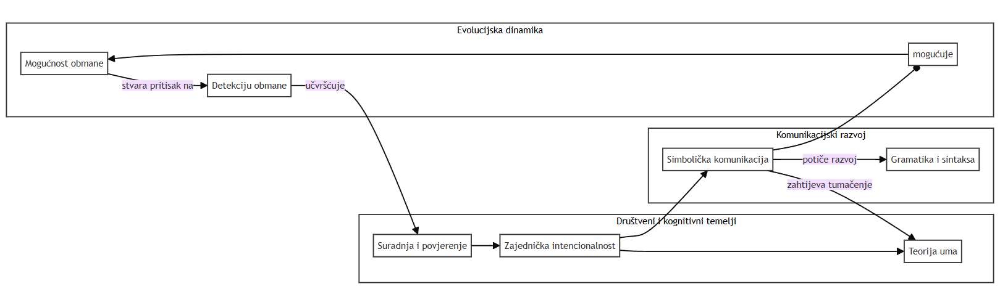 Evolucijska dinamika
mogućuje
Mogućnost obmane
stvara pritisak na
Detekciju obmane
učvršćuje
Komunikacijski razvoj
Simbolička komunikacija
potiče razvoj
Gramatika i sintaksa
zahtijeva tumačenje
Društveni i kognitivni temelji
Suradnja i povjerenje
Zajednička intencionalnost
Teorija uma